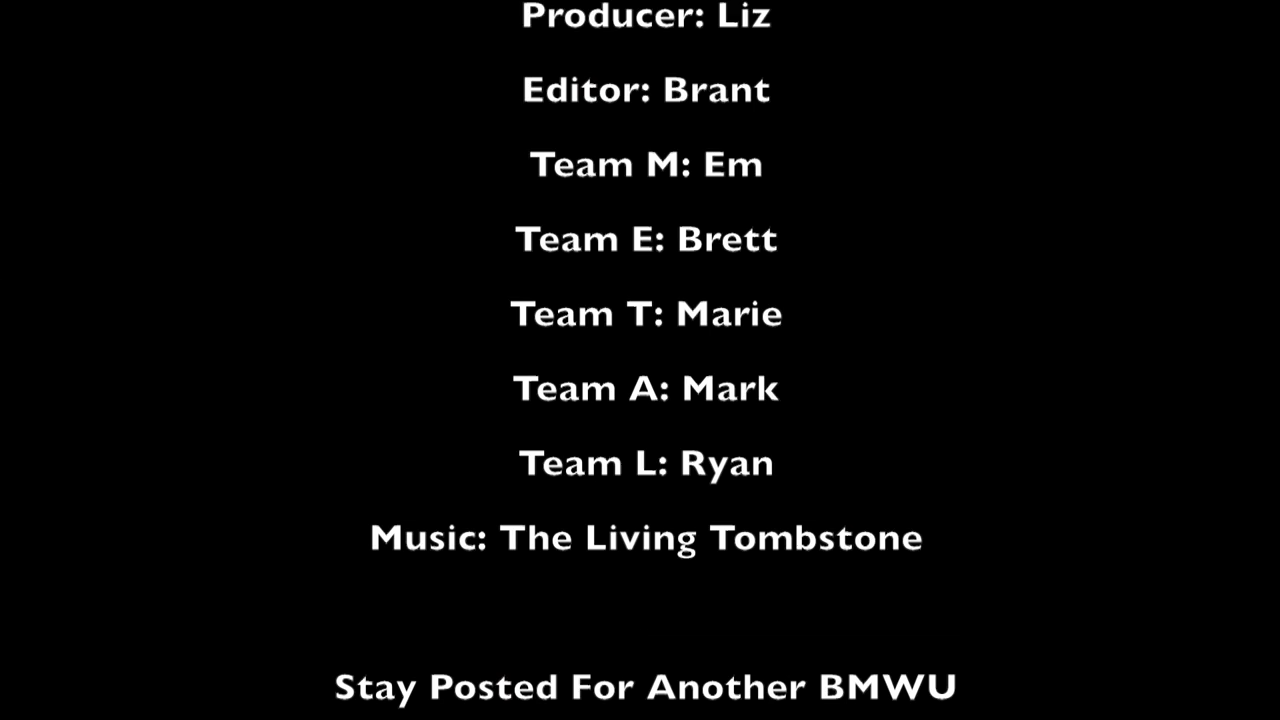 Producer: Liz
Editor: Brant
Team M: Em
Team E: Brett
Team T: Marie
Team A: Mark
Team L: Ryan
Music: The Living Tombstone
Stay Posted For Another BMWU